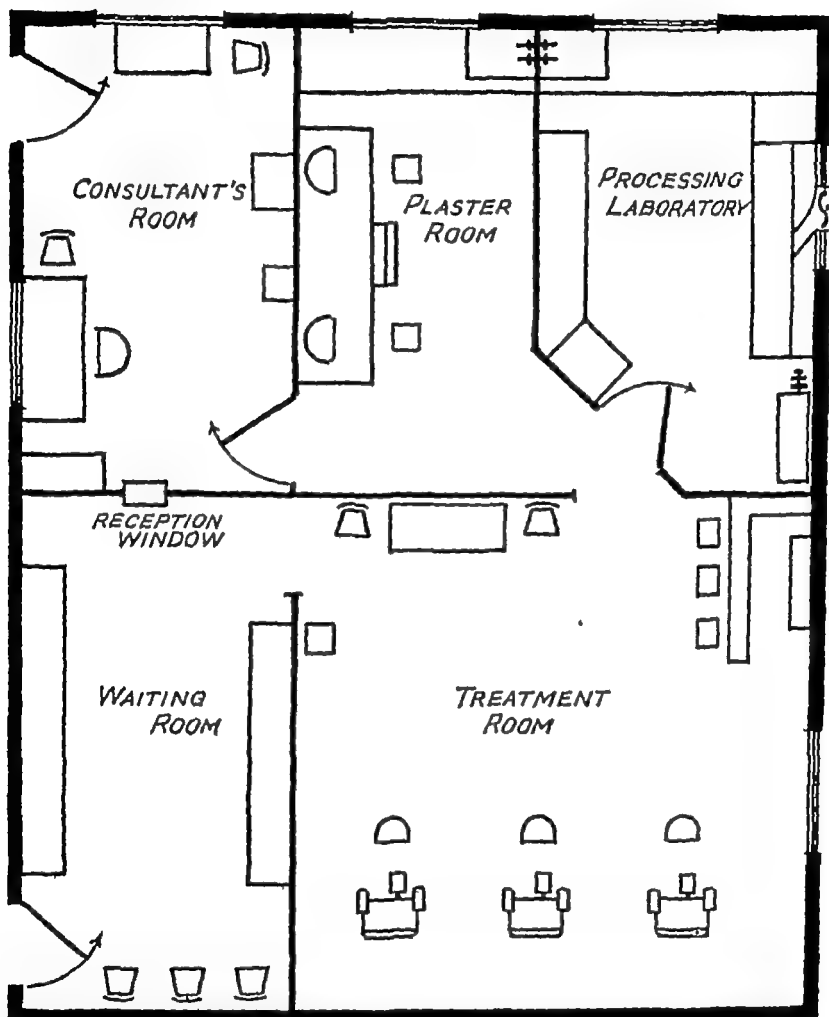 CONSULTANT'S
ROOM
PLASTER
ROOM
PROCESSING
LABORATORY
RECEPTION
WINDOW
WAITING
ROOM
TREATMENT
ROOM